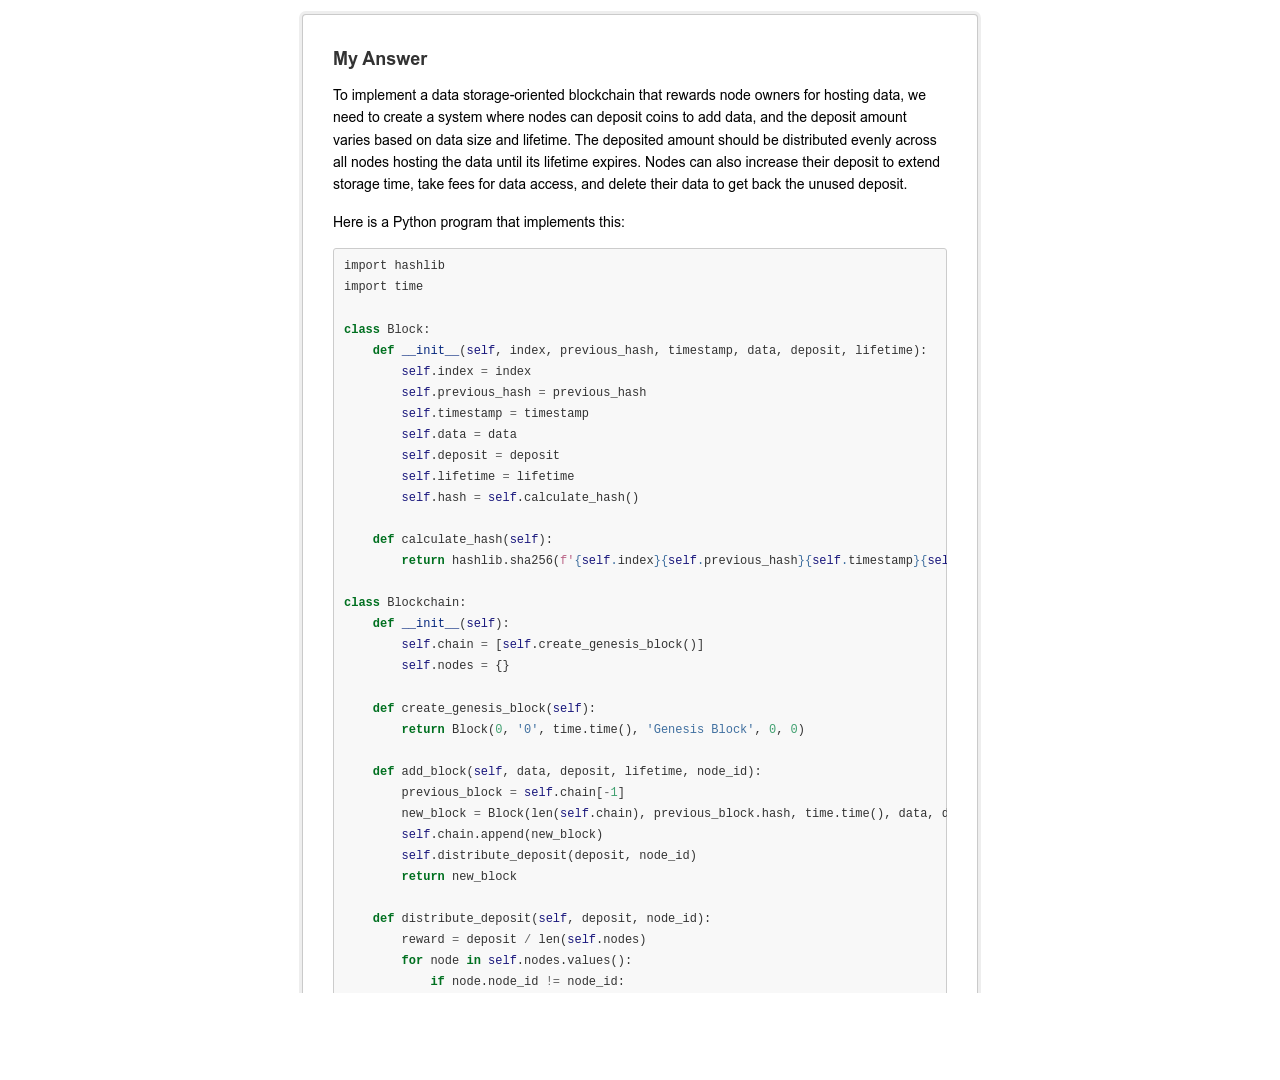 My Answer
To implement a data storage-oriented blockchain that rewards node owners for hosting data, we
need to create a system where nodes can deposit coins to add data, and the deposit amount
varies based on data size and lifetime. The deposited amount should be distributed evenly across
all nodes hosting the data until its lifetime expires. Nodes can also increase their deposit to extend
storage time, take fees for data access, and delete their data to get back the unused deposit.
Here is a Python program that implements this:
import hashlib
import time
class Block:
    def __init__(self, index, previous_hash, timestamp, data, deposit, lifetime):
        self.index = index
        self.previous_hash = previous_hash
        self.timestamp = timestamp
        self.data = data
        self.deposit = deposit
        self.lifetime = lifetime
        self.hash = self.calculate_hash()
    def calculate_hash(self):
        return hashlib.sha256(f'{self.index}{self.previous_hash}{self.timestamp}{sel
class Blockchain:
    def __init__(self):
        self.chain = [self.create_genesis_block()]
        self.nodes = {}
    def create_genesis_block(self):
        return Block(0, '0', time.time(), 'Genesis Block', 0, 0)
    def add_block(self, data, deposit, lifetime, node_id):
        previous_block = self.chain[-1]
        new_block = Block(len(self.chain), previous_block.hash, time.time(), data, d
        self.chain.append(new_block)
        self.distribute_deposit(deposit, node_id)
        return new_block
    def distribute_deposit(self, deposit, node_id):
        reward = deposit / len(self.nodes)
        for node in self.nodes.values():
            if node.node_id != node_id: